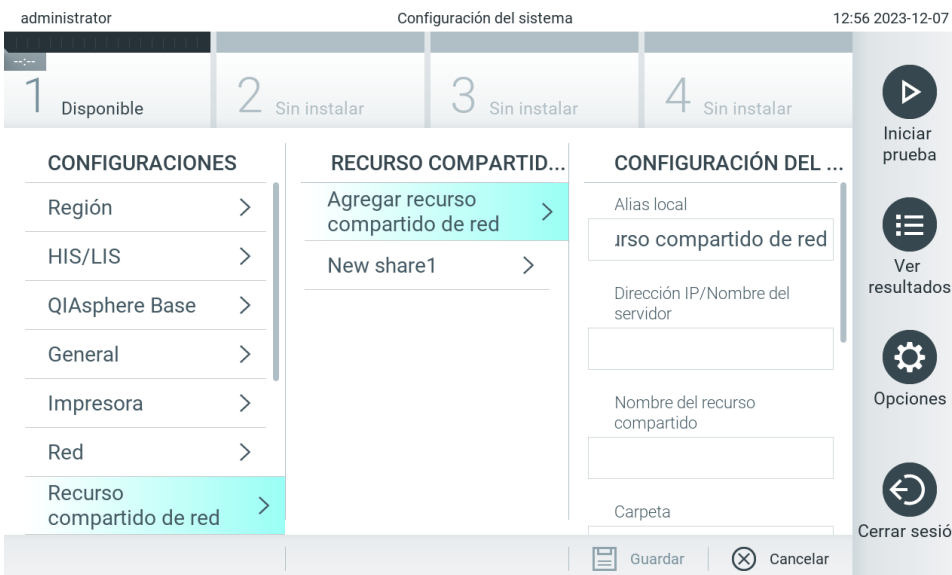 administrator
Configuración del sistema
12:56 2023-12-07
--:--
1 Disponible
2 Sin instalar
3 Sin instalar
4 Sin instalar
CONFIGURACIONES
Región
HIS/LIS
QIAsphere Base
General
Impresora
Red
Recurso
compartido de red
RECURSO COMPARTID...
Agregar recurso
compartido de red
New share1
CONFIGURACIÓN DEL ...
Alias local
urso compartido de red
Dirección IP/Nombre del
servidor
Nombre del recurso
compartido
Carpeta
Guardar
Cancelar
Iniciar
prueba
Ver
resultados
Opciones
Cerrar sesió